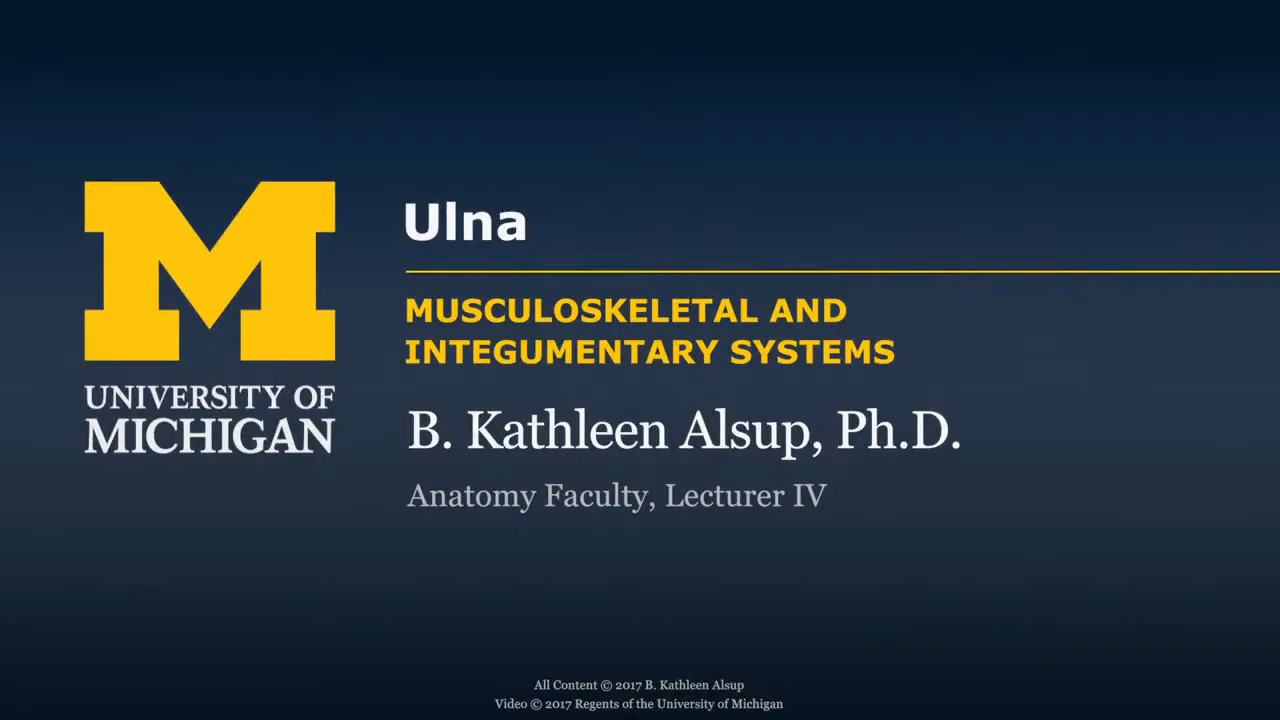 UNIVERSITY OF
MICHIGAN
Ulna
MUSCULOSKELETAL AND
INTEGUMENTARY SYSTEMS
B. Kathleen Alsup, Ph.D.
Anatomy Faculty, Lecturer IV
All Content © 2017 B. Kathleen Alsup
Video © 2017 Regents of the University of Michigan